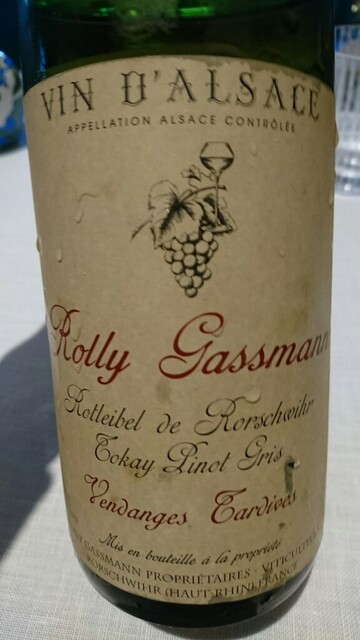 VIN D'ALSACE
APPELLATION ALSACE CONTRÔLÉE
Rolly Gassmann
Rotleibel de Rorschwihr
Tokay Pinot Gris
Vendanges Tardives
Mis en bouteille à la propriété
GASSMANN PROPRIÉTAIRES - VITICULTEURS
RORSCHWIHR (HAUT-RHIN) FRANCE